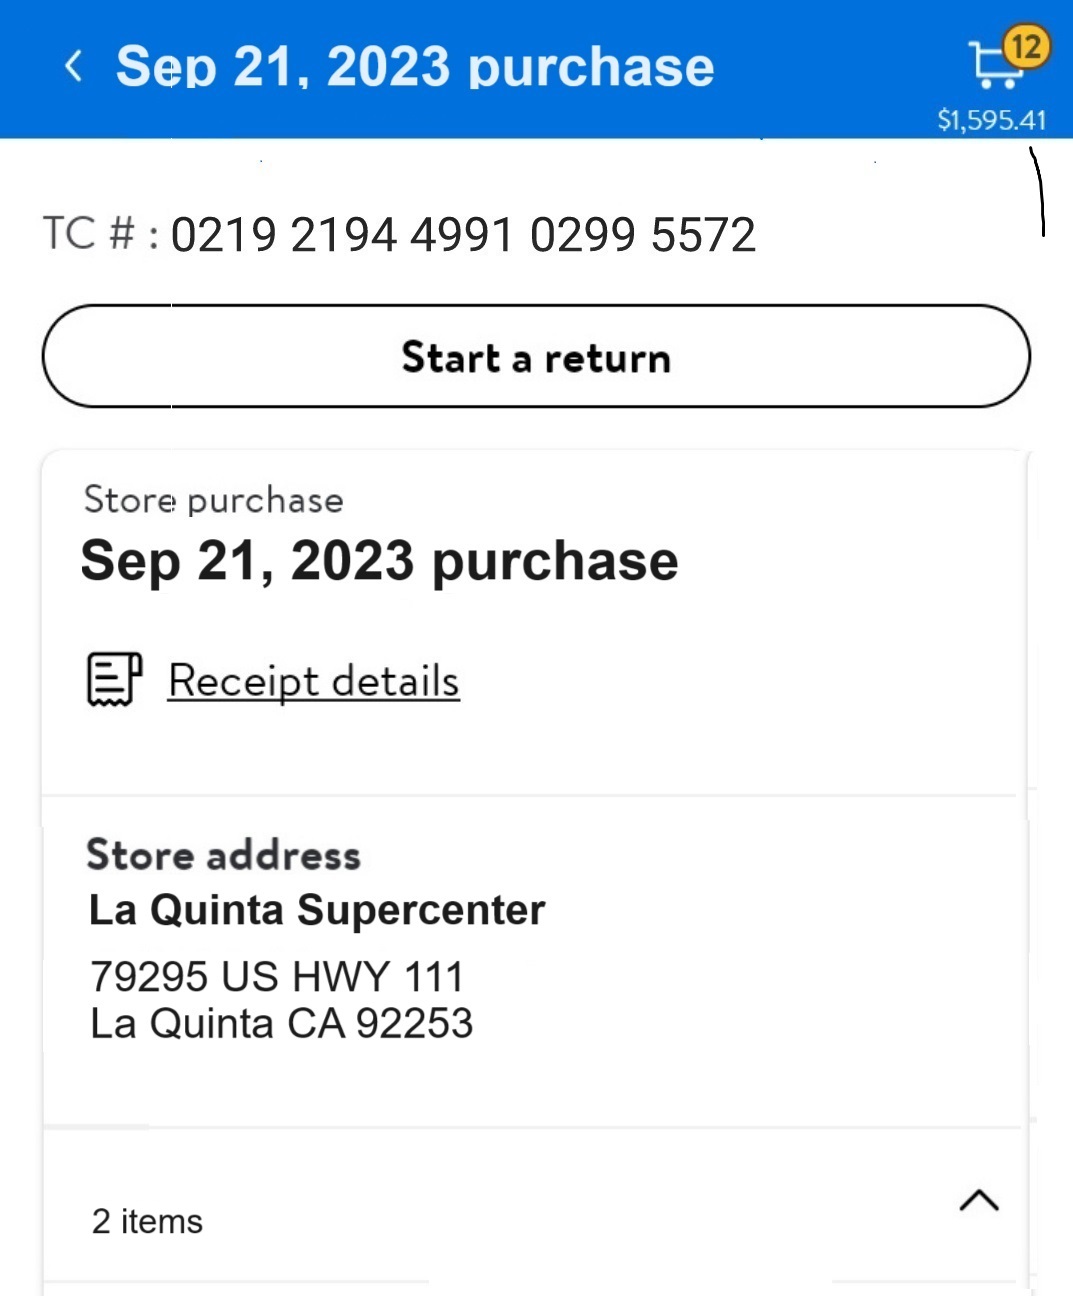 Sep 21, 2023 purchase
12
$1,595.41
TC # : 0219 2194 4991 0299 5572
Start a return
Store purchase
Sep 21, 2023 purchase
Receipt details
Store address
La Quinta Supercenter
79295 US HWY 111
La Quinta CA 92253
2 items